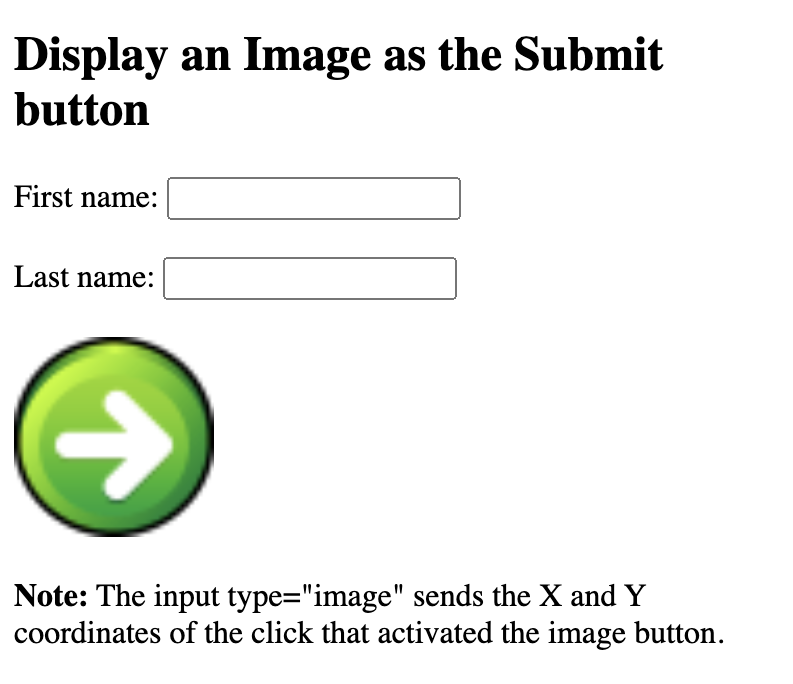 Display an Image as the Submit
button
First name:
Last name:
Note: The input type="image" sends the X and Y
coordinates of the click that activated the image button.